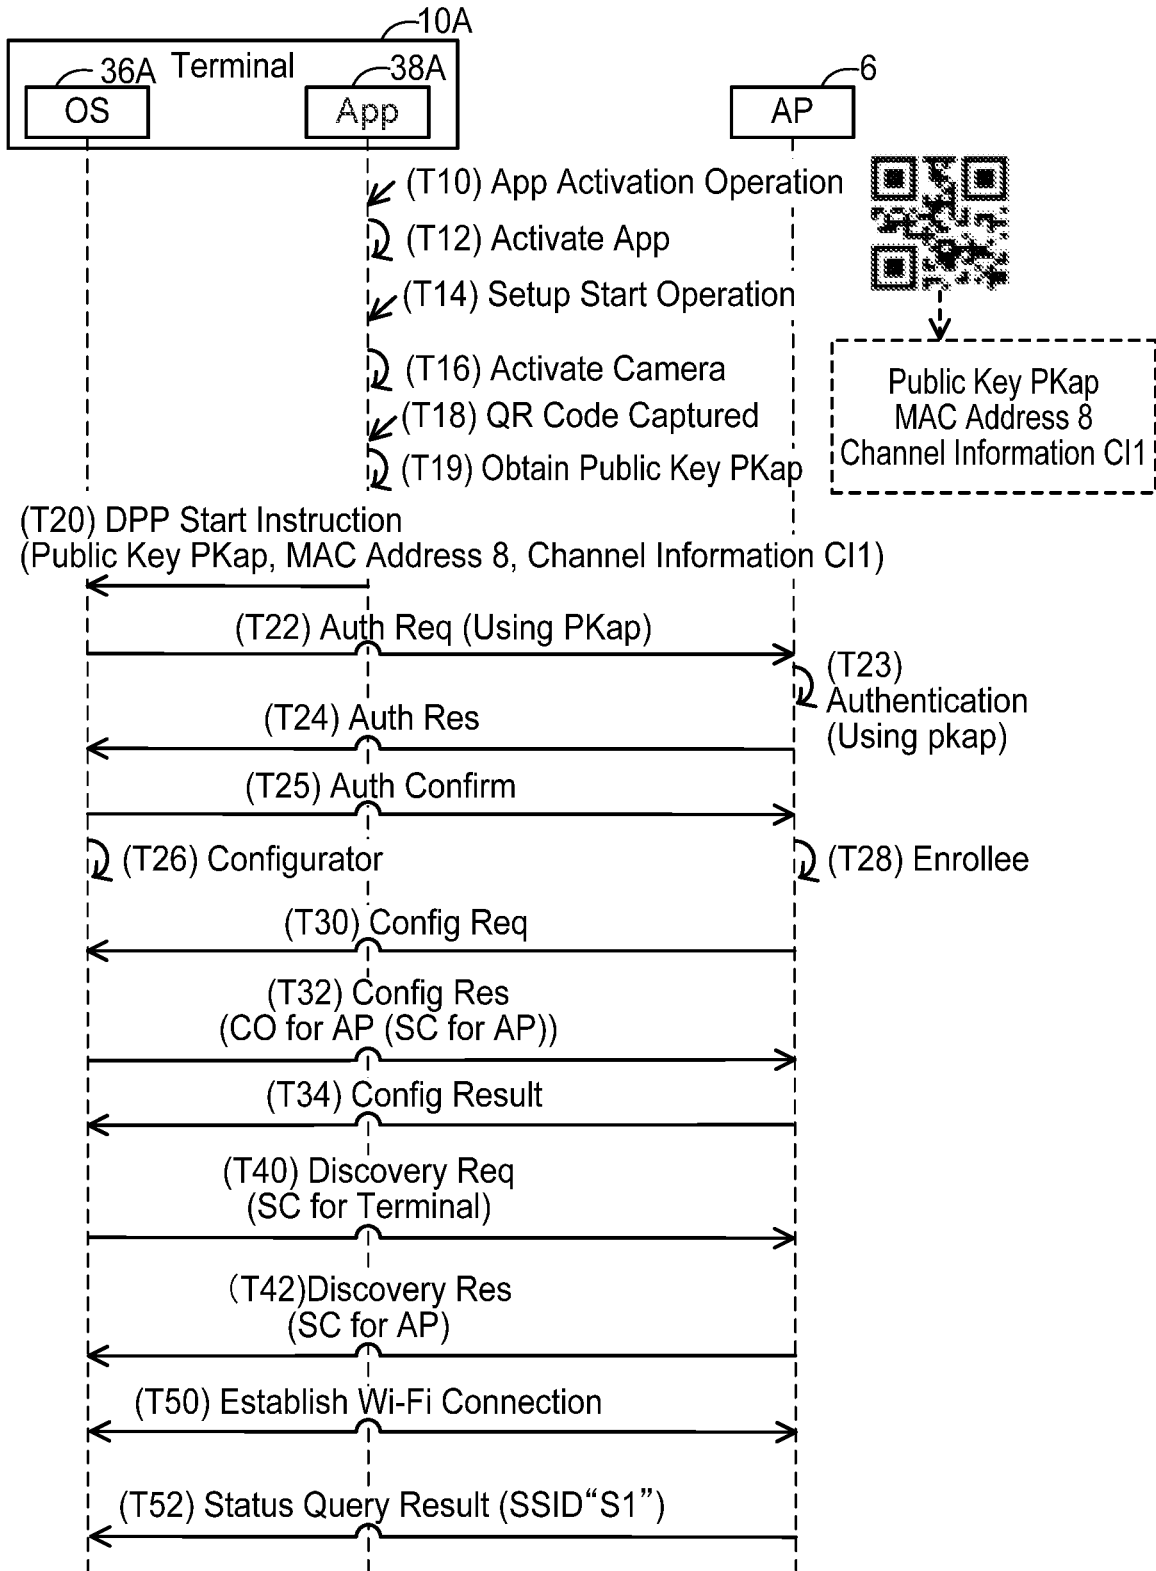 10A
Terminal
36A
38A
6
OS
App
AP
(T10) App Activation Operation
(T12) Activate App
(T14) Setup Start Operation
(T16) Activate Camera
(T18) QR Code Captured
(T19) Obtain Public Key PKap
Public Key PKap
MAC Address 8
Channel Information CI1
(T20) DPP Start Instruction
(Public Key PKap, MAC Address 8, Channel Information CI1)
(T22) Auth Req (Using PKap)
(T23)
Authentication
(Using pkap)
(T24) Auth Res
(T25) Auth Confirm
(T26) Configurator
(T28) Enrollee
(T30) Config Req
(T32) Config Res
(CO for AP (SC for AP))
(T34) Config Result
(T40) Discovery Req
(SC for Terminal)
(T42)Discovery Res
(SC for AP)
(T50) Establish Wi-Fi Connection
(T52) Status Query Result (SSID“S1”)